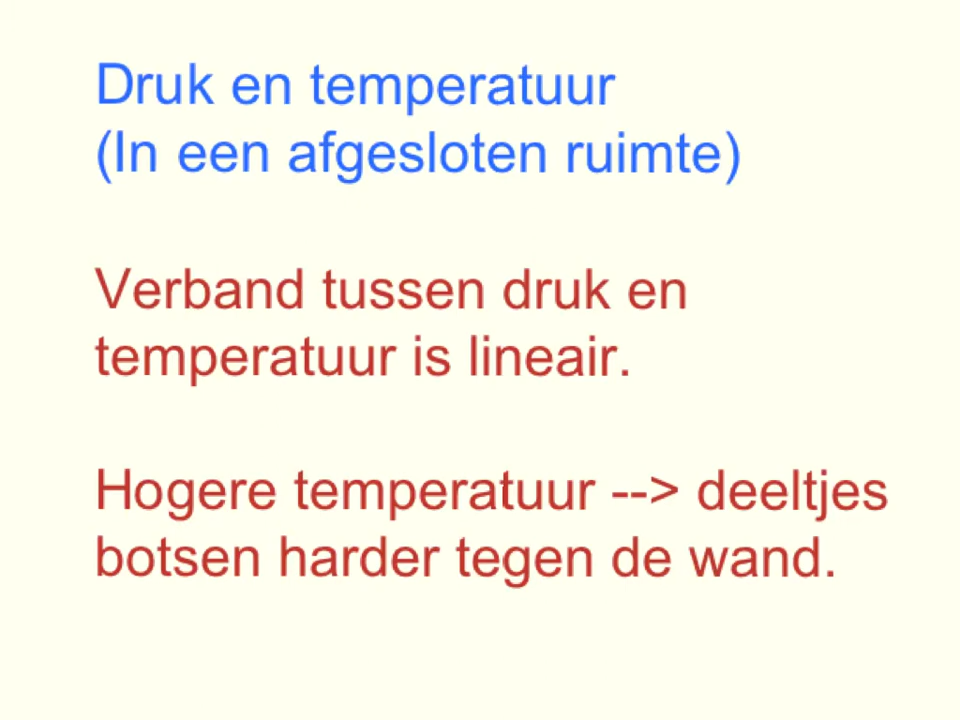 Druk en temperatuur
(In een afgesloten ruimte)
Verband tussen druk en
temperatuur is lineair.
Hogere temperatuur --> deeltjes
botsen harder tegen de wand.